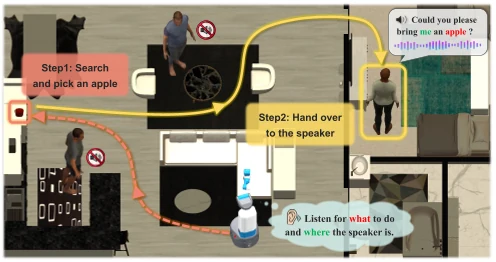 Could you please
bring me an apple ?
Step1: Search
and pick an apple
Step2: Hand over
to the speaker
Listen for what to do
and where the speaker is.